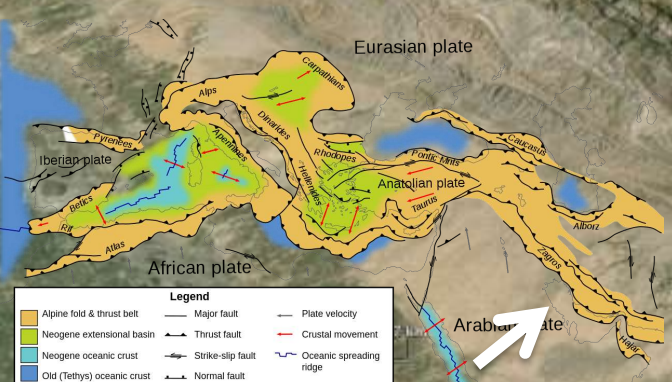 Eurasian plate
Carpathians
Alps
Dinarides
Pyrenees
Apennines
Caucasus
Iberian plate
Rhodopes
Pontic Mnts
Anatolian plate
Hellenides
Taurus
Betics
Rif
Alborz
Atlas
Zagros
African plate
Arabian plate
Hajar
Legend
Alpine fold & thrust belt
Neogene extensional basin
Neogene oceanic crust
Old (Tethys) oceanic crust
Major fault
Thrust fault
Strike-slip fault
Normal fault
Plate velocity
Crustal movement
Oceanic spreading
ridge